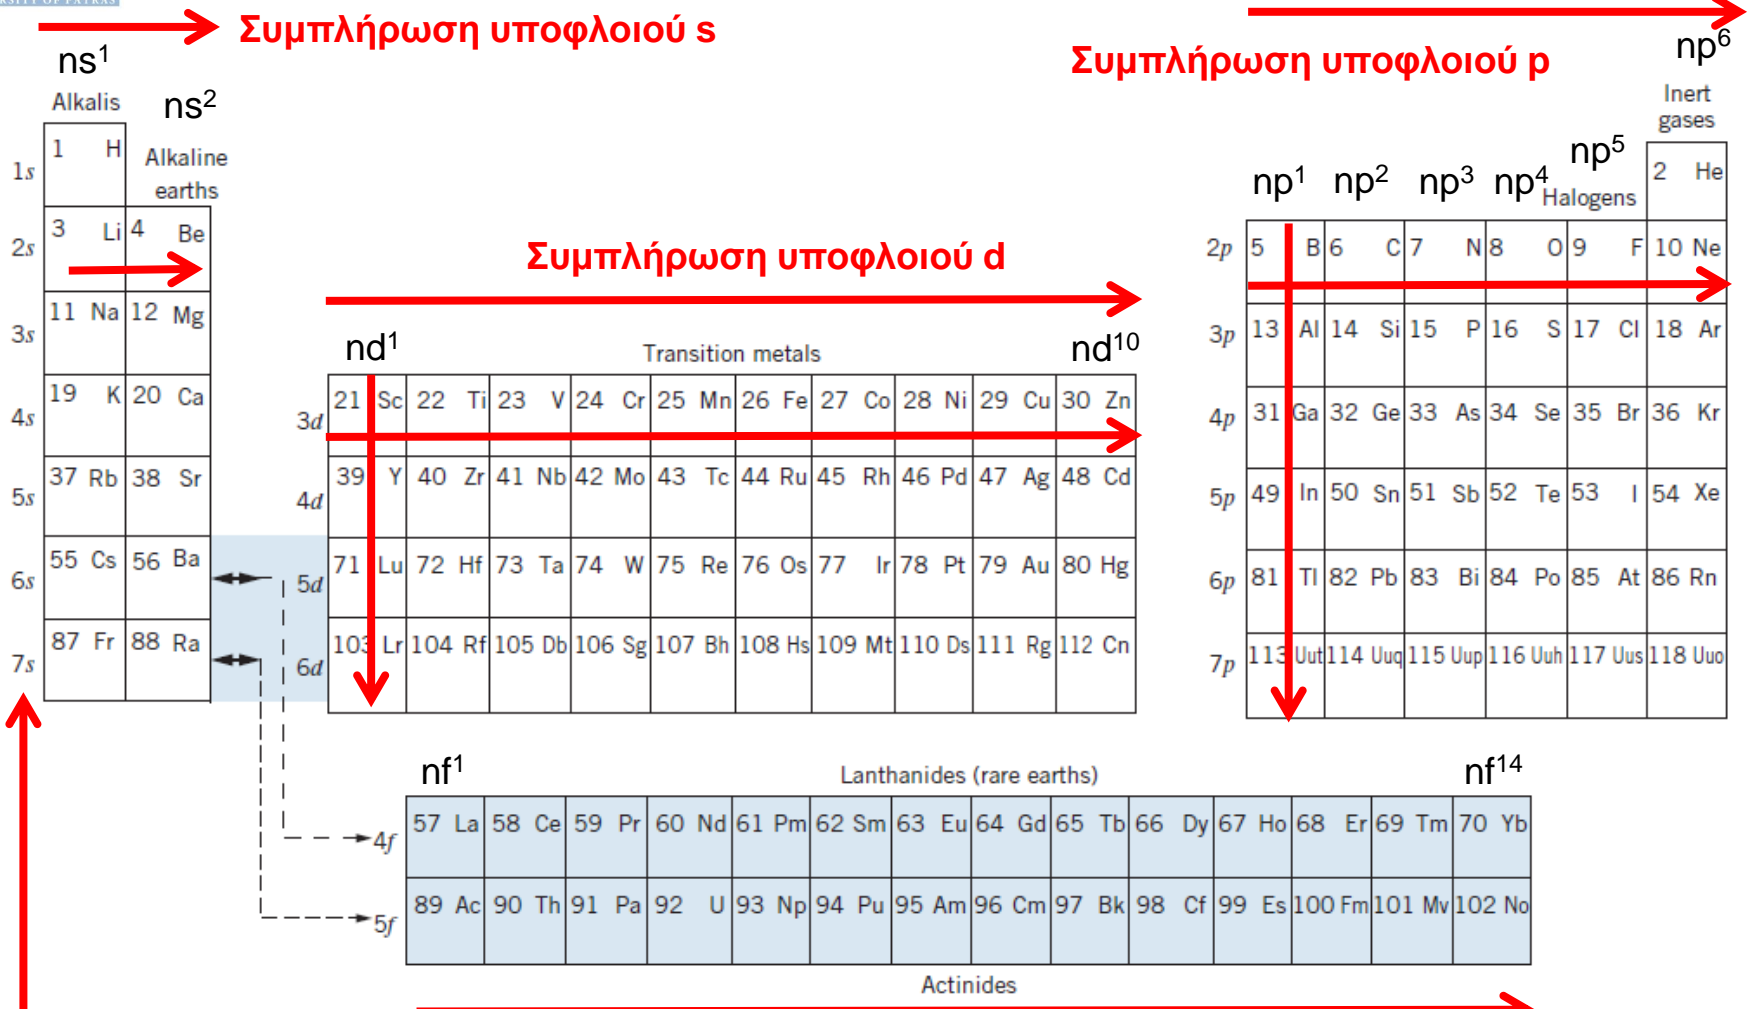 UNIVERSITY OF PATRAS
Συμπλήρωση υποφλοιού s
Συμπλήρωση υποφλοιού p
np6
ns1
Alkalis
ns2
Inert
gases
Alkaline
earths
np1 np2 np3 np4 np5
Halogens
1s 1 H 2 He
2s 3 Li 4 Be 2p 5 B 6 C 7 N 8 O 9 F 10 Ne
Συμπλήρωση υποφλοιού d
3s 11 Na 12 Mg 3p 13 Al 14 Si 15 P 16 S 17 Cl 18 Ar
nd1 Transition metals nd10
4s 19 K 20 Ca 3d 21 Sc 22 Ti 23 V 24 Cr 25 Mn 26 Fe 27 Co 28 Ni 29 Cu 30 Zn 4p 31 Ga 32 Ge 33 As 34 Se 35 Br 36 Kr
5s 37 Rb 38 Sr 4d 39 Y 40 Zr 41 Nb 42 Mo 43 Tc 44 Ru 45 Rh 46 Pd 47 Ag 48 Cd 5p 49 In 50 Sn 51 Sb 52 Te 53 I 54 Xe
6s 55 Cs 56 Ba 5d 71 Lu 72 Hf 73 Ta 74 W 75 Re 76 Os 77 Ir 78 Pt 79 Au 80 Hg 6p 81 Tl 82 Pb 83 Bi 84 Po 85 At 86 Rn
7s 87 Fr 88 Ra 6d 103 Lr 104 Rf 105 Db 106 Sg 107 Bh 108 Hs 109 Mt 110 Ds 111 Rg 112 Cn 7p 113 Uut 114 Uuq 115 Uup 116 Uuh 117 Uus 118 Uuo
nf1 Lanthanides (rare earths) nf14
4f 57 La 58 Ce 59 Pr 60 Nd 61 Pm 62 Sm 63 Eu 64 Gd 65 Tb 66 Dy 67 Ho 68 Er 69 Tm 70 Yb
5f 89 Ac 90 Th 91 Pa 92 U 93 Np 94 Pu 95 Am 96 Cm 97 Bk 98 Cf 99 Es 100 Fm 101 Mv 102 No
Actinides